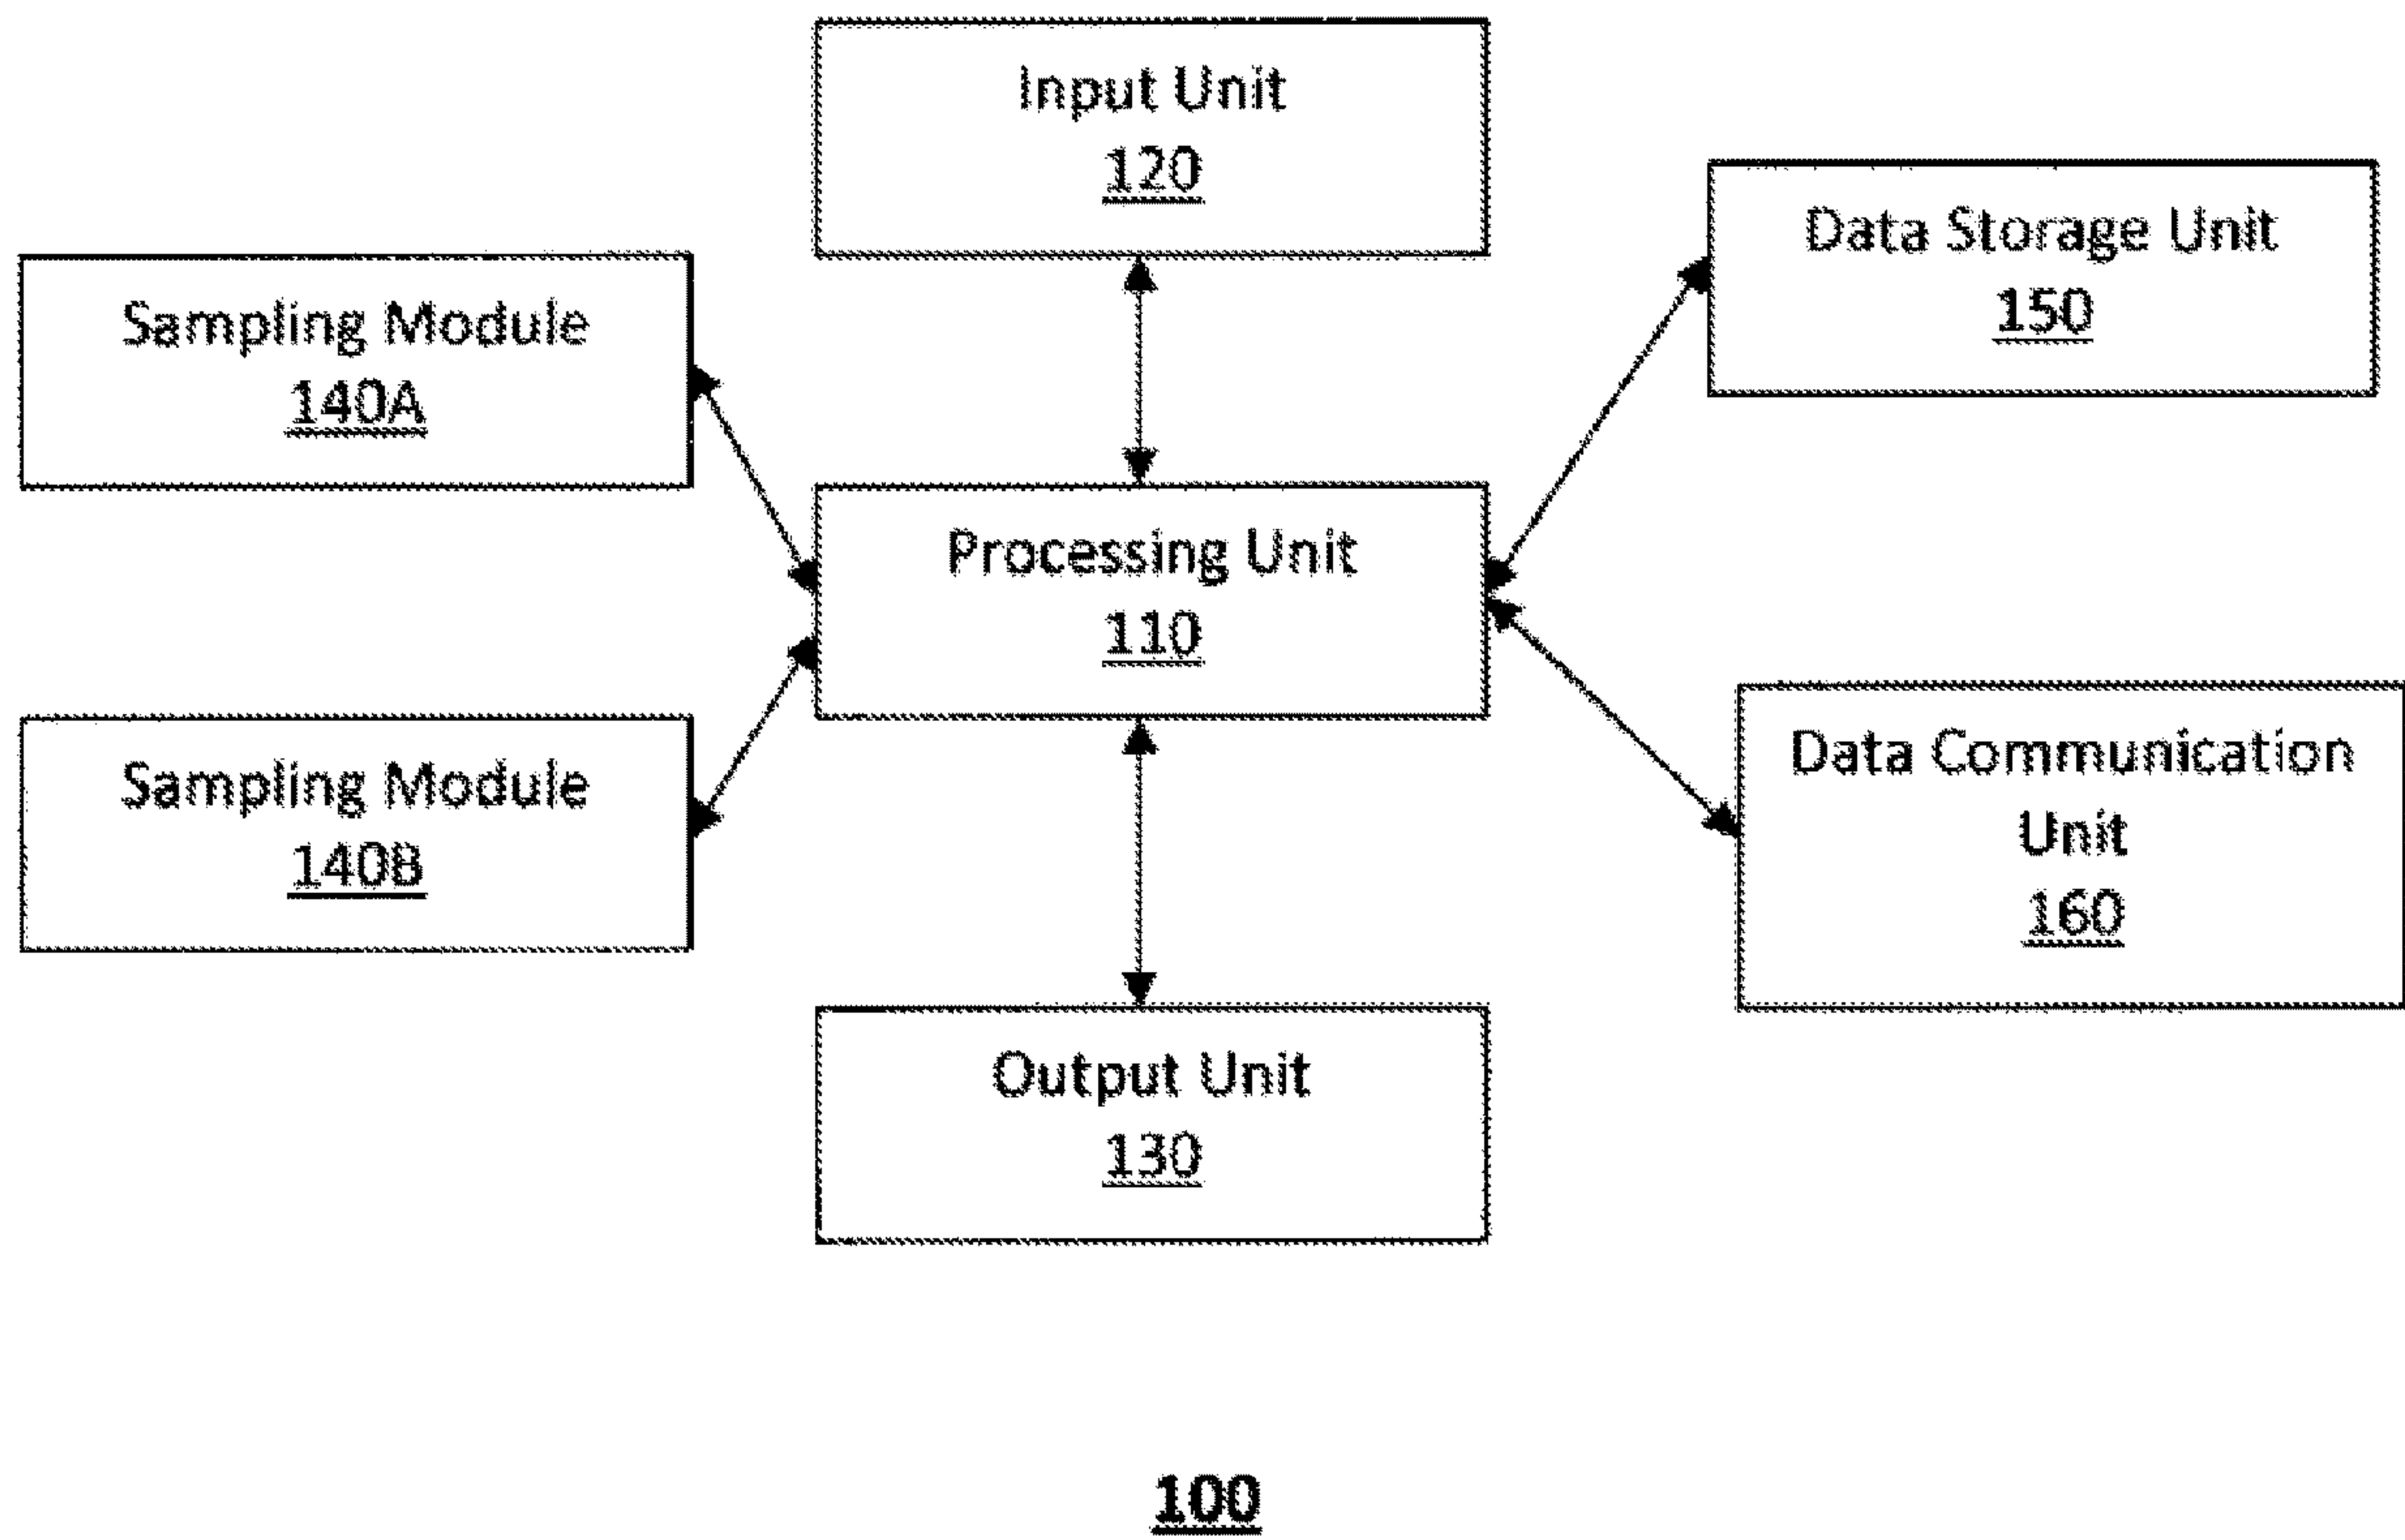 Input Unit
120
Data Storage Unit
150
Sampling Module
140A
Processing Unit
110
Sampling Module
140B
Data Communication
Unit
160
Output Unit
130
100